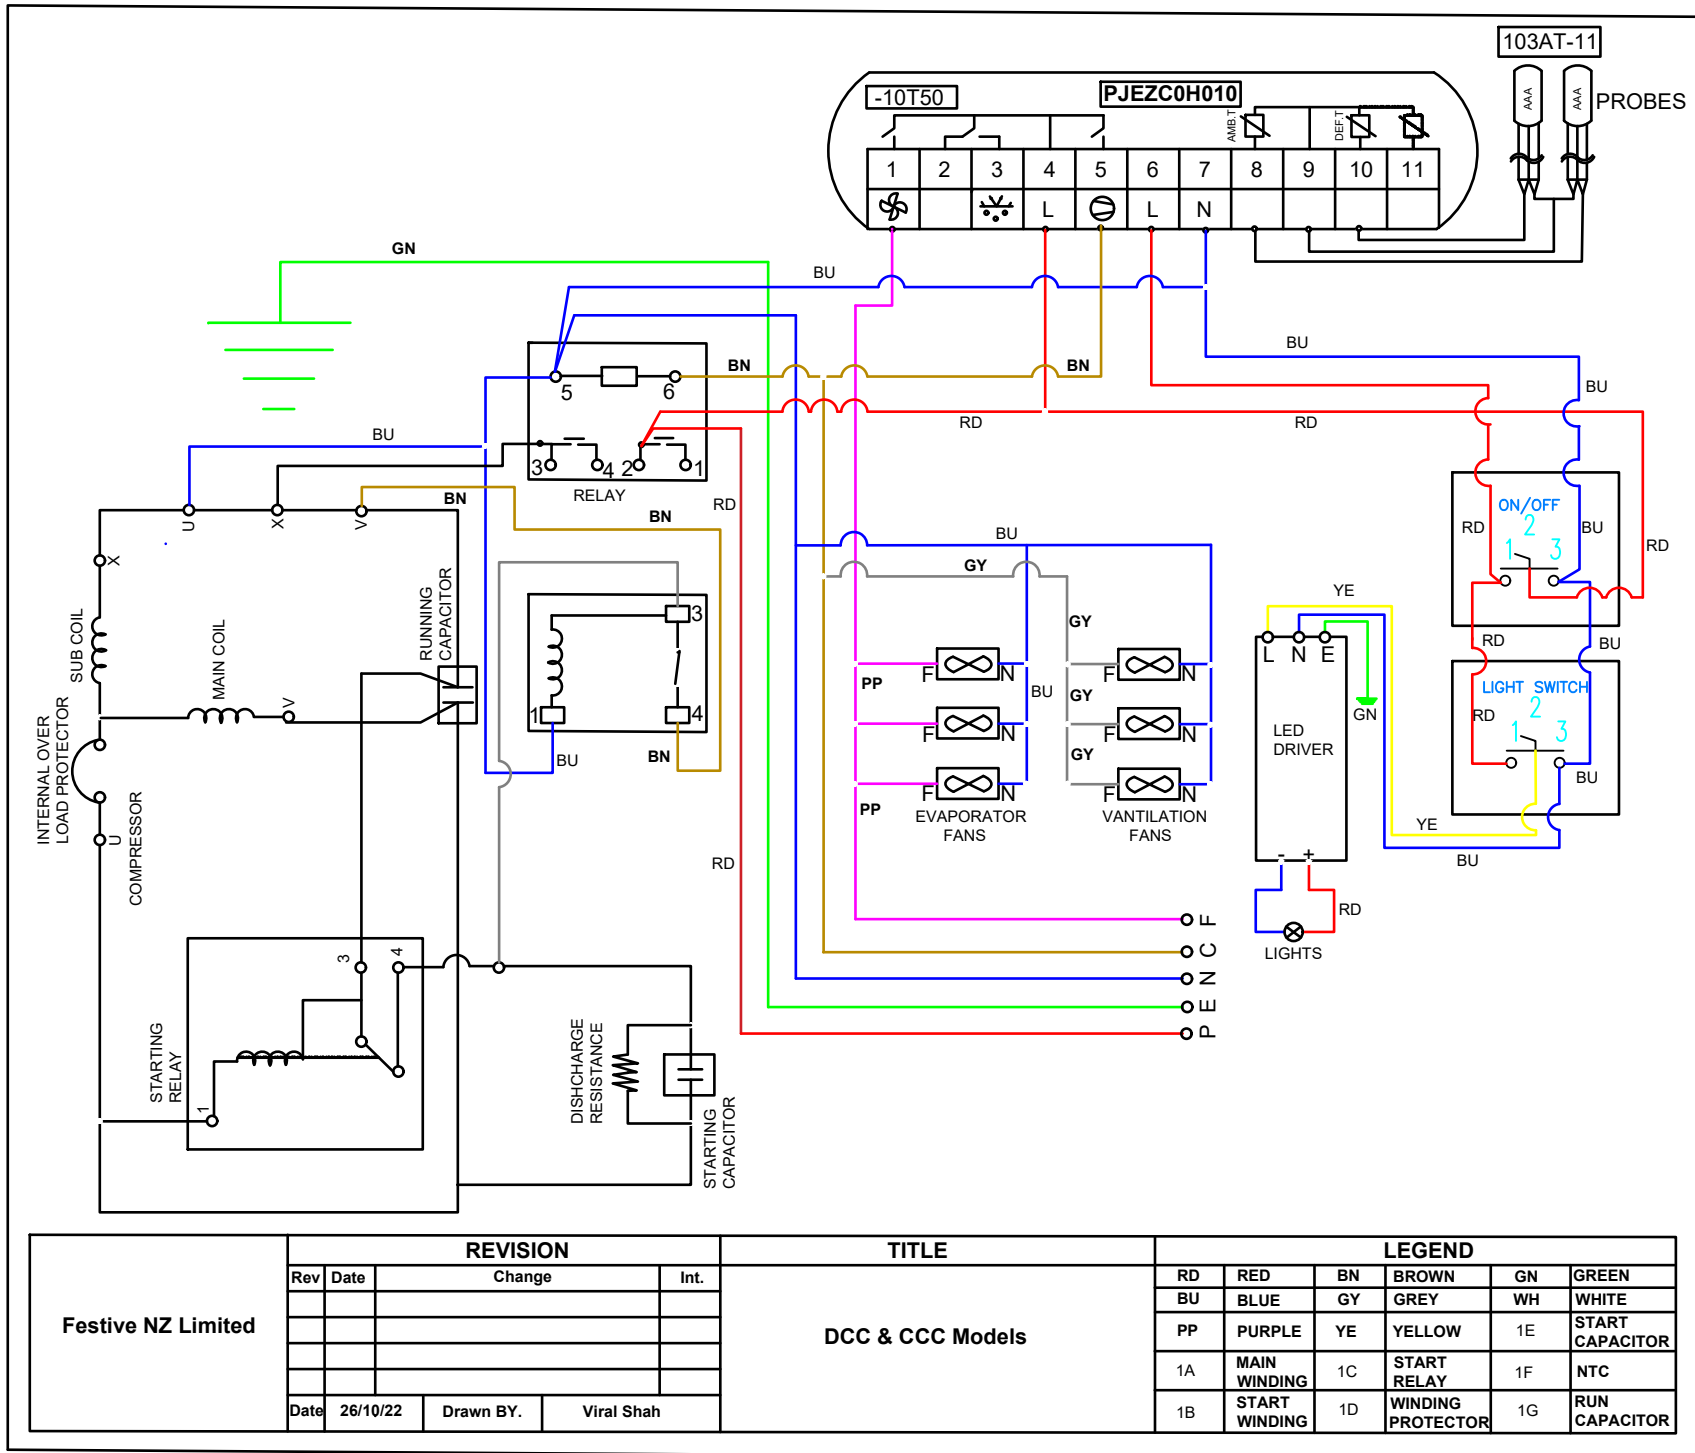 103AT-11
AAA
AAA
PROBES
-10T50
PJEZC0H010
AMB.T
DEF.T
1 2 3 4 5 6 7 8 9 10 11
L L N
GN
BU
BU
BU
BN
BN
5
6
RD
RD
BU
3 4 2 1
RELAY
BN
BN
RD
U
X
V
X
SUB COIL
MAIN COIL
V
RUNNING
CAPACITOR
INTERNAL OVER
LOAD PROTECTOR
U
COMPRESSOR
3
1
4
BU
BN
BU
GY
GY
GY
GY
PP
PP
BU
F N
F N
F N
F N
F N
F N
EVAPORATOR
FANS
VANTILATION
FANS
ON/OFF
2
1 3
RD
BU
RD
RD
BU
LIGHT SWITCH
2
1 3
RD
BU
YE
L N E
GN
LED
DRIVER
- +
YE
BU
RD
LIGHTS
RD
F
C
N
E
P
3
4
1
STARTING
RELAY
DISHCHARGE
RESISTANCE
STARTING
CAPACITOR
Festive NZ Limited
REVISION
Rev Date Change Int.
Date 26/10/22 Drawn BY. Viral Shah
TITLE
DCC & CCC Models
LEGEND
RD RED BN BROWN GN GREEN
BU BLUE GY GREY WH WHITE
PP PURPLE YE YELLOW 1E START
CAPACITOR
1A MAIN
WINDING
1C START
RELAY
1F NTC
1B START
WINDING
1D WINDING
PROTECTOR
1G RUN
CAPACITOR